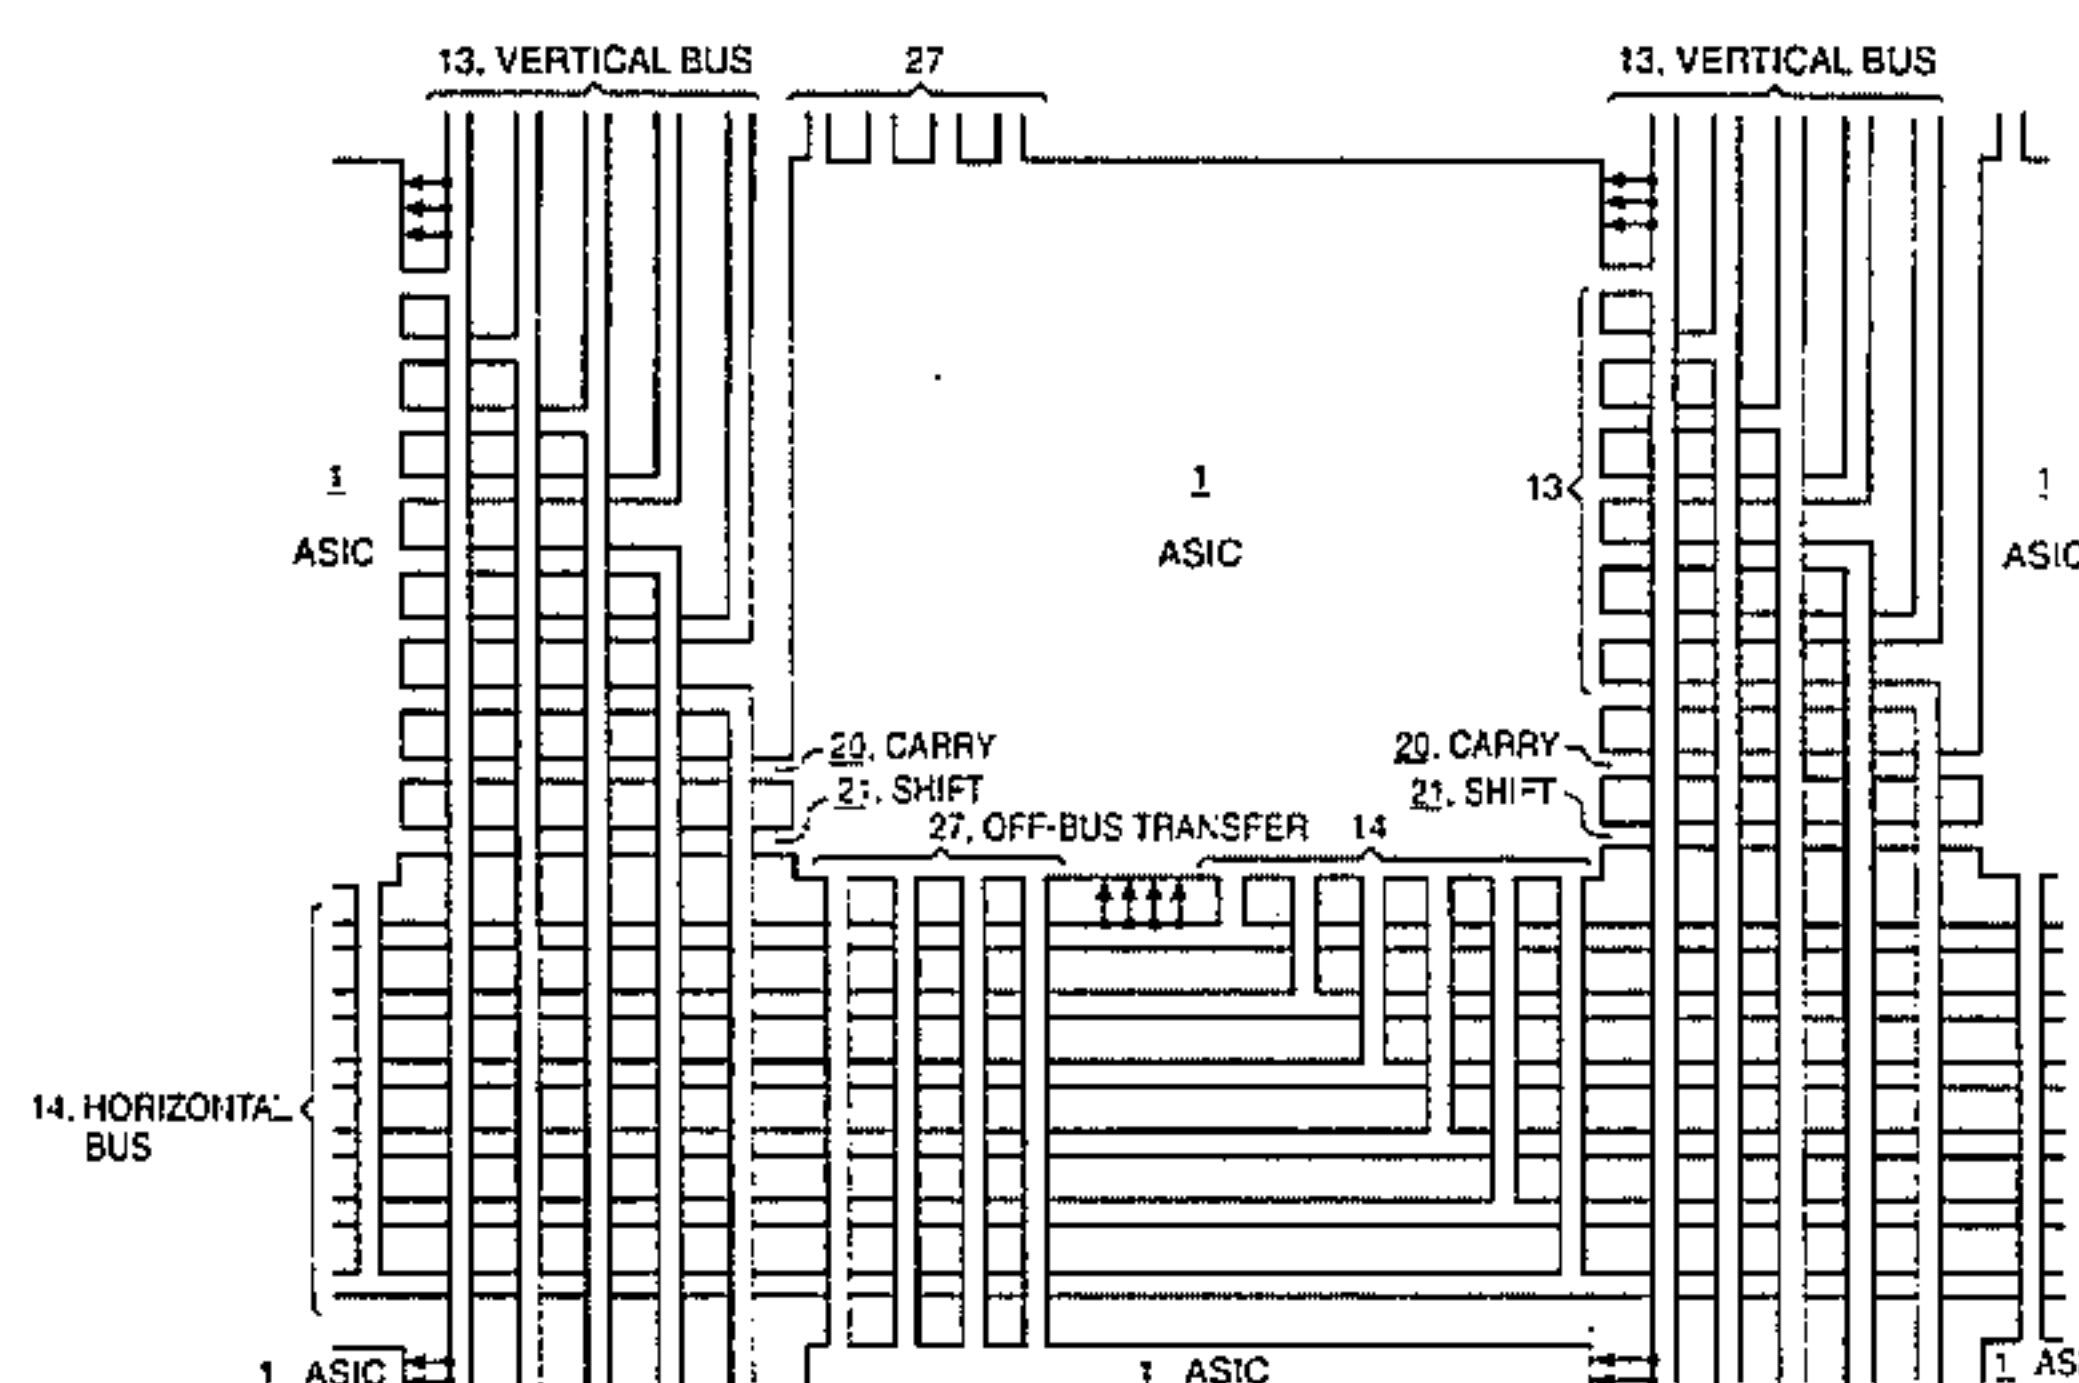 13, VERTICAL BUS
27
13, VERTICAL BUS
1
ASIC
1
ASIC
13
1
ASIC
20, CARRY
21, SHIFT
20, CARRY
21, SHIFT
27, OFF-BUS TRANSFER
14
14, HORIZONTAL
BUS
1 ASIC
1 ASIC
1 AS